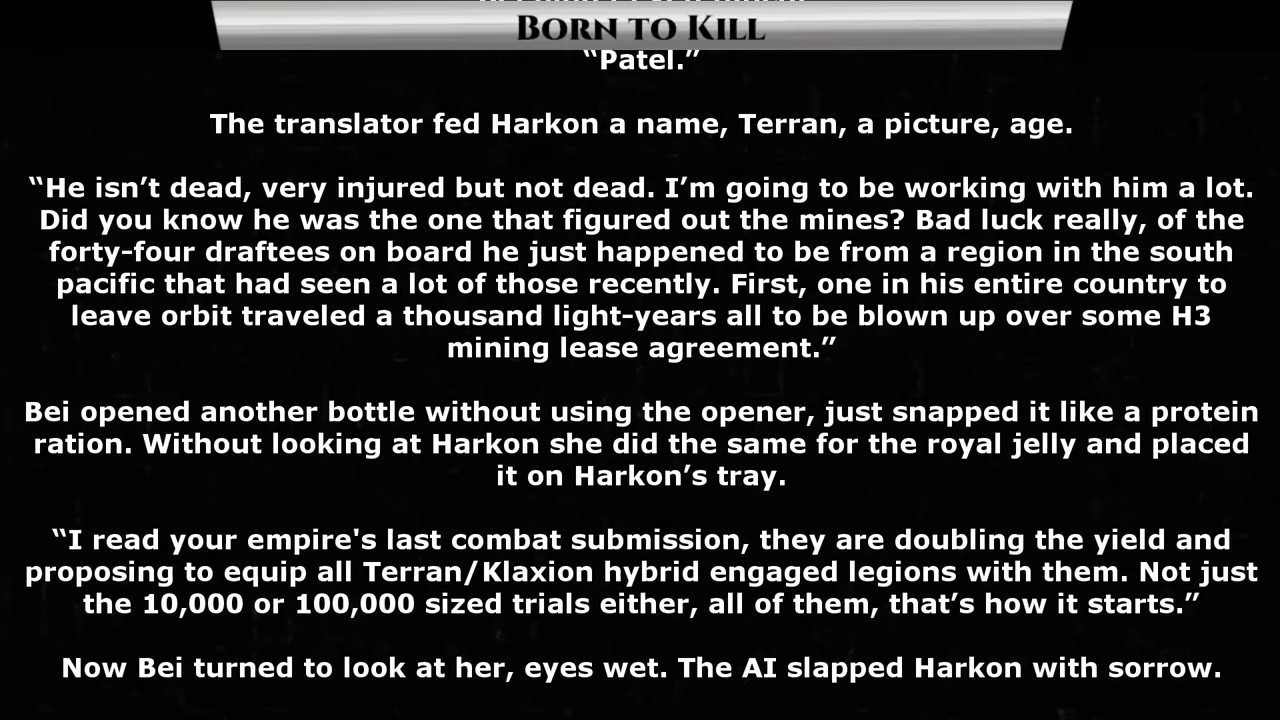 BORN TO KILL
“Patel.”
The translator fed Harkon a name, Terran, a picture, age.
“He isn’t dead, very injured but not dead. I’m going to be working with him a lot.
Did you know he was the one that figured out the mines? Bad luck really, of the
forty-four draftees on board he just happened to be from a region in the south
pacific that had seen a lot of those recently. First, one in his entire country to
leave orbit traveled a thousand light-years all to be blown up over some H3
mining lease agreement.”
Bei opened another bottle without using the opener, just snapped it like a protein
ration. Without looking at Harkon she did the same for the royal jelly and placed
it on Harkon’s tray.
“I read your empire's last combat submission, they are doubling the yield and
proposing to equip all Terran/Klaxion hybrid engaged legions with them. Not just
the 10,000 or 100,000 sized trials either, all of them, that’s how it starts.”
Now Bei turned to look at her, eyes wet. The AI slapped Harkon with sorrow.